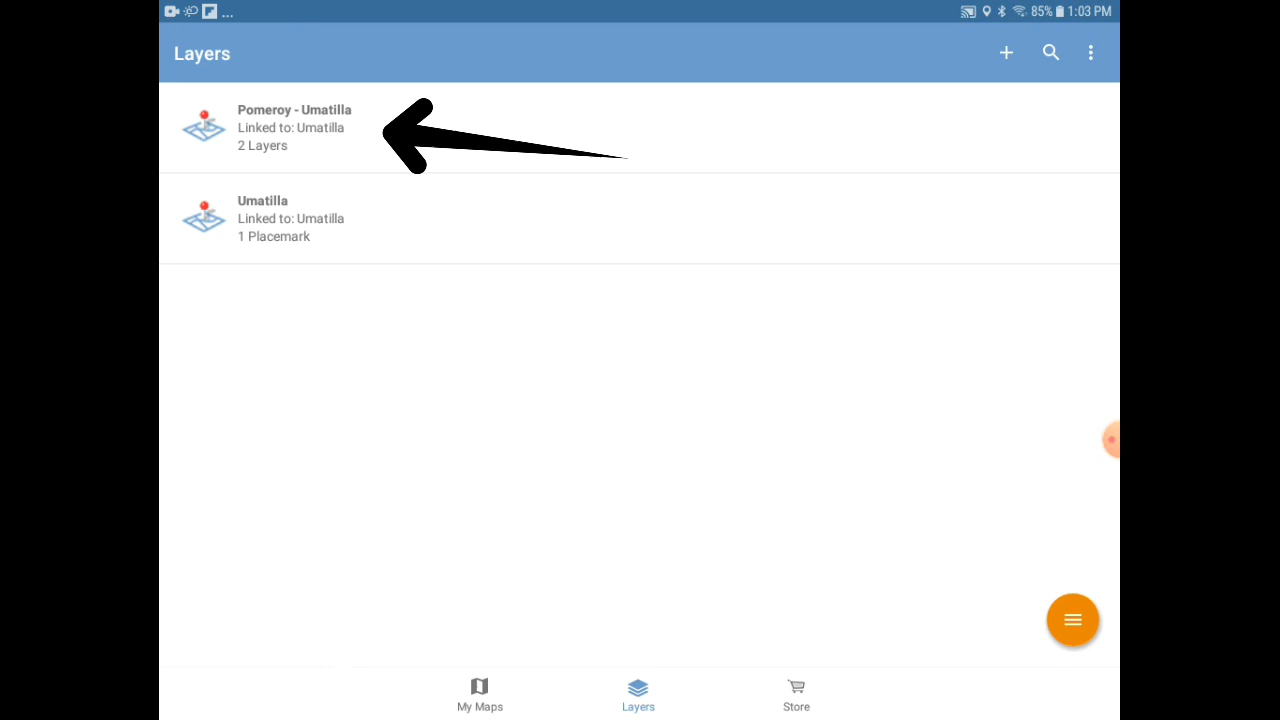 ... 85% 1:03 PM
Layers
Pomeroy - Umatilla
Linked to: Umatilla
2 Layers
Umatilla
Linked to: Umatilla
1 Placemark
My Maps Layers Store